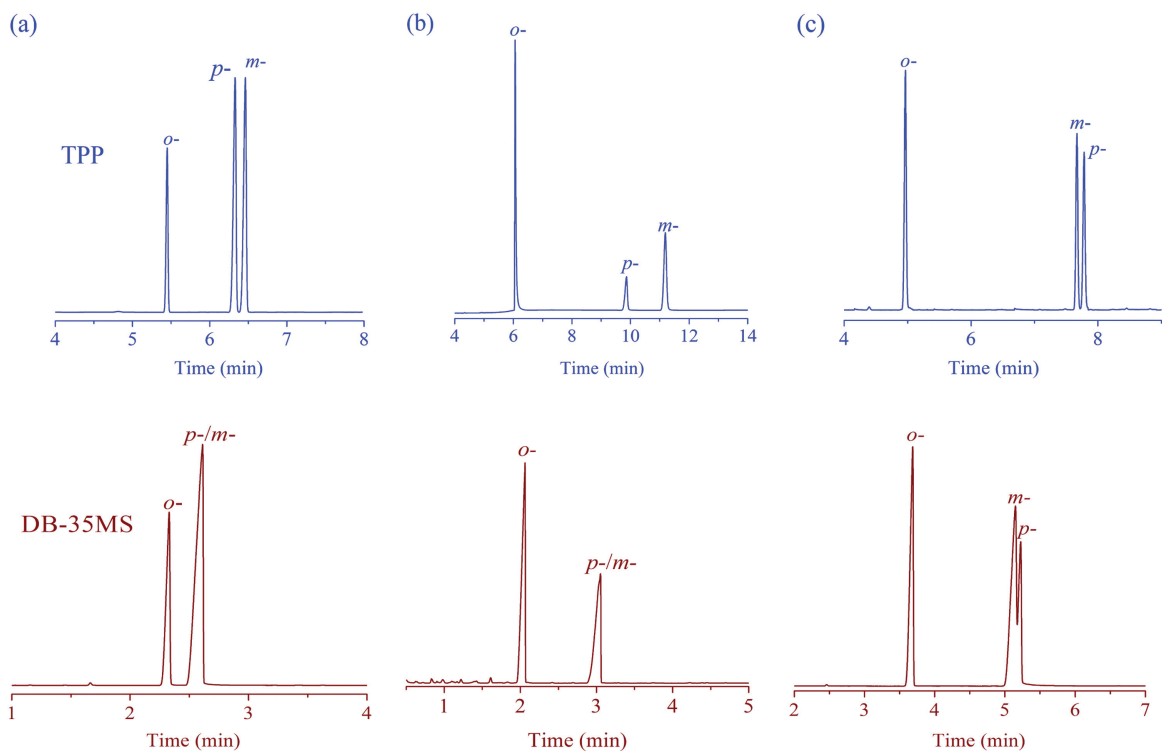 (a)
(b)
(c)
TPP
o-
p-
m-
4 5 6 7 8
Time (min)
o-
p-
m-
4 6 8 10 12 14
Time (min)
o-
m-
p-
4 6 8
Time (min)
DB-35MS
o-
p-/m-
1 2 3 4
Time (min)
o-
p-/m-
1 2 3 4 5
Time (min)
o-
m-
p-
2 3 4 5 6 7
Time (min)